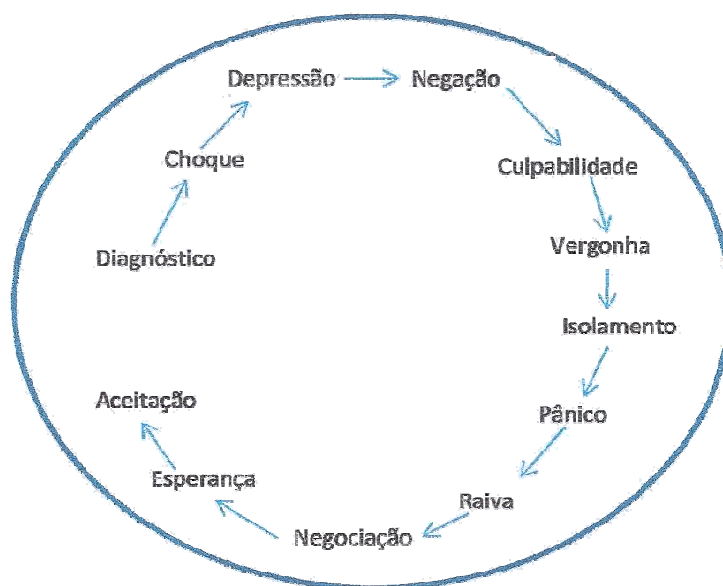 Diagnóstico
Choque
Depressão
Negação
Culpabilidade
Vergonha
Isolamento
Pânico
Raiva
Negociação
Esperança
Aceitação